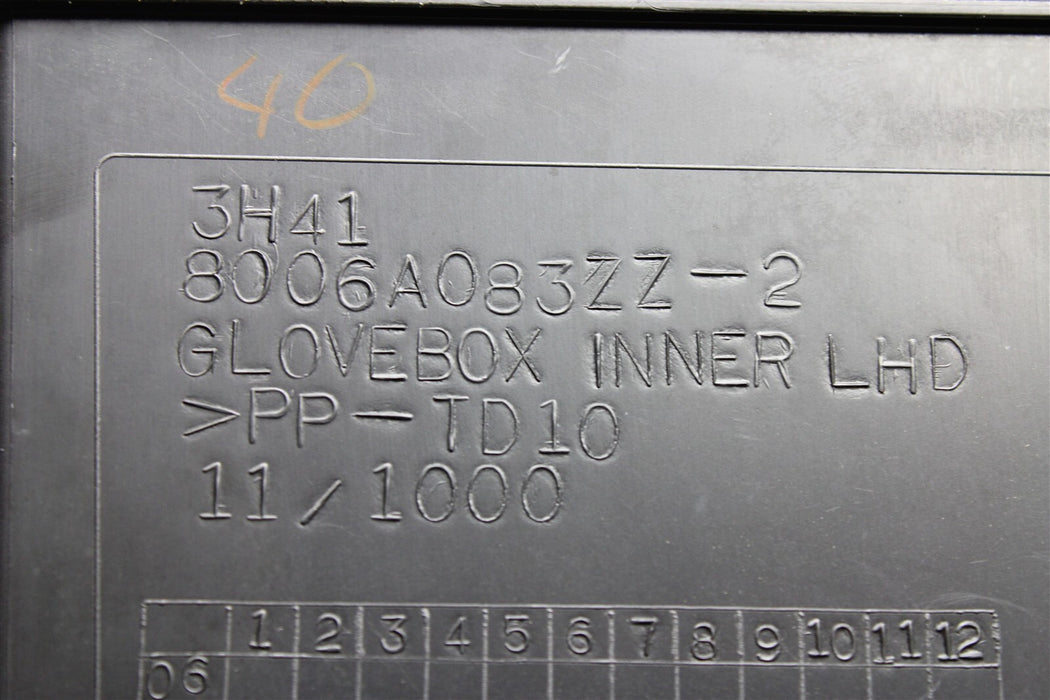 40
3H41
8006A083ZZ-2
GLOVEBOX INNER LHD
>PP-TD10
11/1000
1 2 3 4 5 6 7 8 9 10 11 12
06